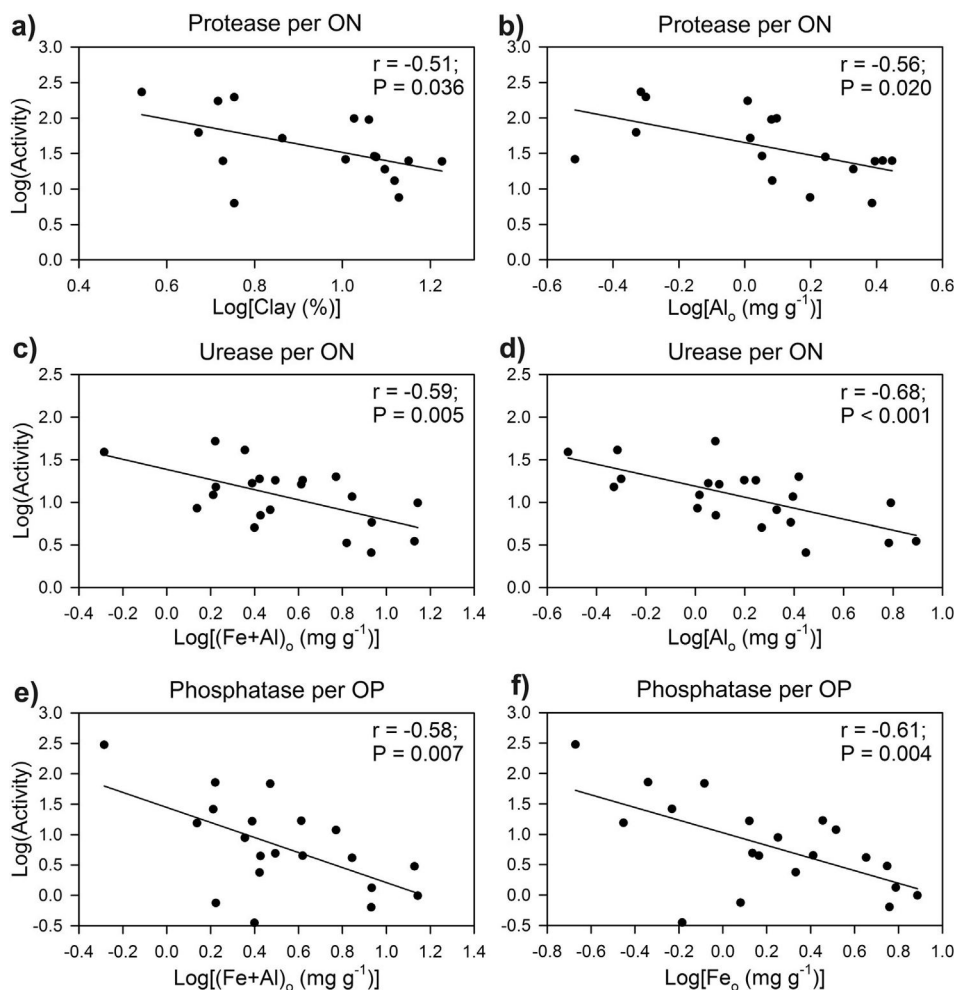 a)
Protease per ON
r = -0.51;
P = 0.036
Log(Activity)
3.0
2.5
2.0
1.5
1.0
0.5
0.0
0.4
0.6
0.8
1.0
1.2
1.4
Log[Clay (%)]
b)
Protease per ON
r = -0.56;
P = 0.020
3.0
2.5
2.0
1.5
1.0
0.5
0.0
-0.6
-0.4
-0.2
0.0
0.2
0.4
0.6
Log[Alo (mg g-1)]
c)
Urease per ON
r = -0.59;
P = 0.005
Log(Activity)
2.5
2.0
1.5
1.0
0.5
0.0
-0.4
-0.2
0.0
0.2
0.4
0.6
0.8
1.0
1.2
1.4
Log[(Fe+Al)o (mg g-1)]
d)
Urease per ON
r = -0.68;
P < 0.001
2.5
2.0
1.5
1.0
0.5
0.0
-0.6
-0.4
-0.2
0.0
0.2
0.4
0.6
0.8
1.0
Log[Alo (mg g-1)]
e)
Phosphatase per OP
r = -0.58;
P = 0.007
Log(Activity)
3.0
2.5
2.0
1.5
1.0
0.5
0.0
-0.5
-0.4
-0.2
0.0
0.2
0.4
0.6
0.8
1.0
1.2
1.4
Log[(Fe+Al)o (mg g-1)]
f)
Phosphatase per OP
r = -0.61;
P = 0.004
3.0
2.5
2.0
1.5
1.0
0.5
0.0
-0.5
-0.8
-0.6
-0.4
-0.2
0.0
0.2
0.4
0.6
0.8
1.0
Log[Feo (mg g-1)]